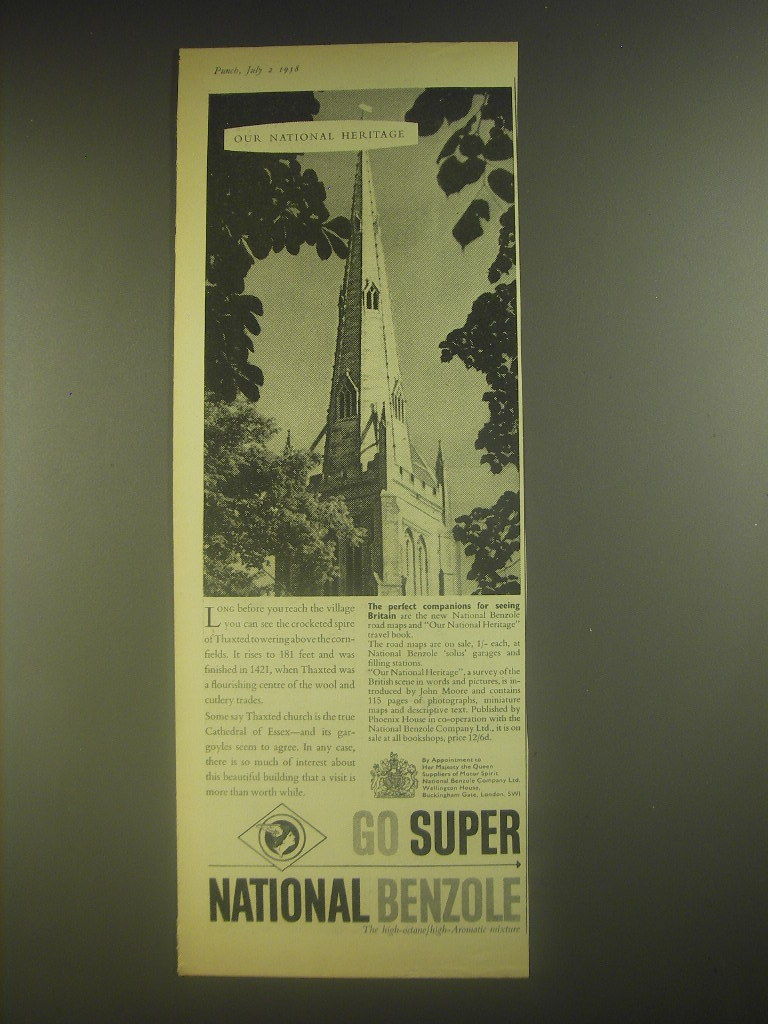 Punch, July 2 1958
OUR NATIONAL HERITAGE
LONG before you reach the village
you can see the crocketed spire
of Thaxted towering above the corn-
fields. It rises to 181 feet and was
finished in 1421, when Thaxted was
a flourishing centre of the wool and
cutlery trades.
Some say Thaxted church is the true
Cathedral of Essex—and its gar-
goyles seem to agree. In any case,
there is so much of interest about
this beautiful building that a visit is
more than worth while.
The perfect companions for seeing
Britain are the new National Benzole
road maps and "Our National Heritage"
travel book.
The road maps are on sale, 1/- each, at
National Benzole 'solus' garages and
filling stations.
"Our National Heritage", a survey of the
British scene in words and pictures, is in-
troduced by John Moore and contains
115 pages of photographs, miniature
maps and descriptive text. Published by
Phoenix House in co-operation with the
National Benzole Company Ltd., it is on
sale at all bookshops, price 12/6d.
By Appointment to
Her Majesty the Queen
Suppliers of Motor Spirit
National Benzole Company Ltd.
Wellington House,
Buckingham Gate, London, SW1
GO SUPER
NATIONAL BENZOLE
The high-octane/high-Aromatic mixture